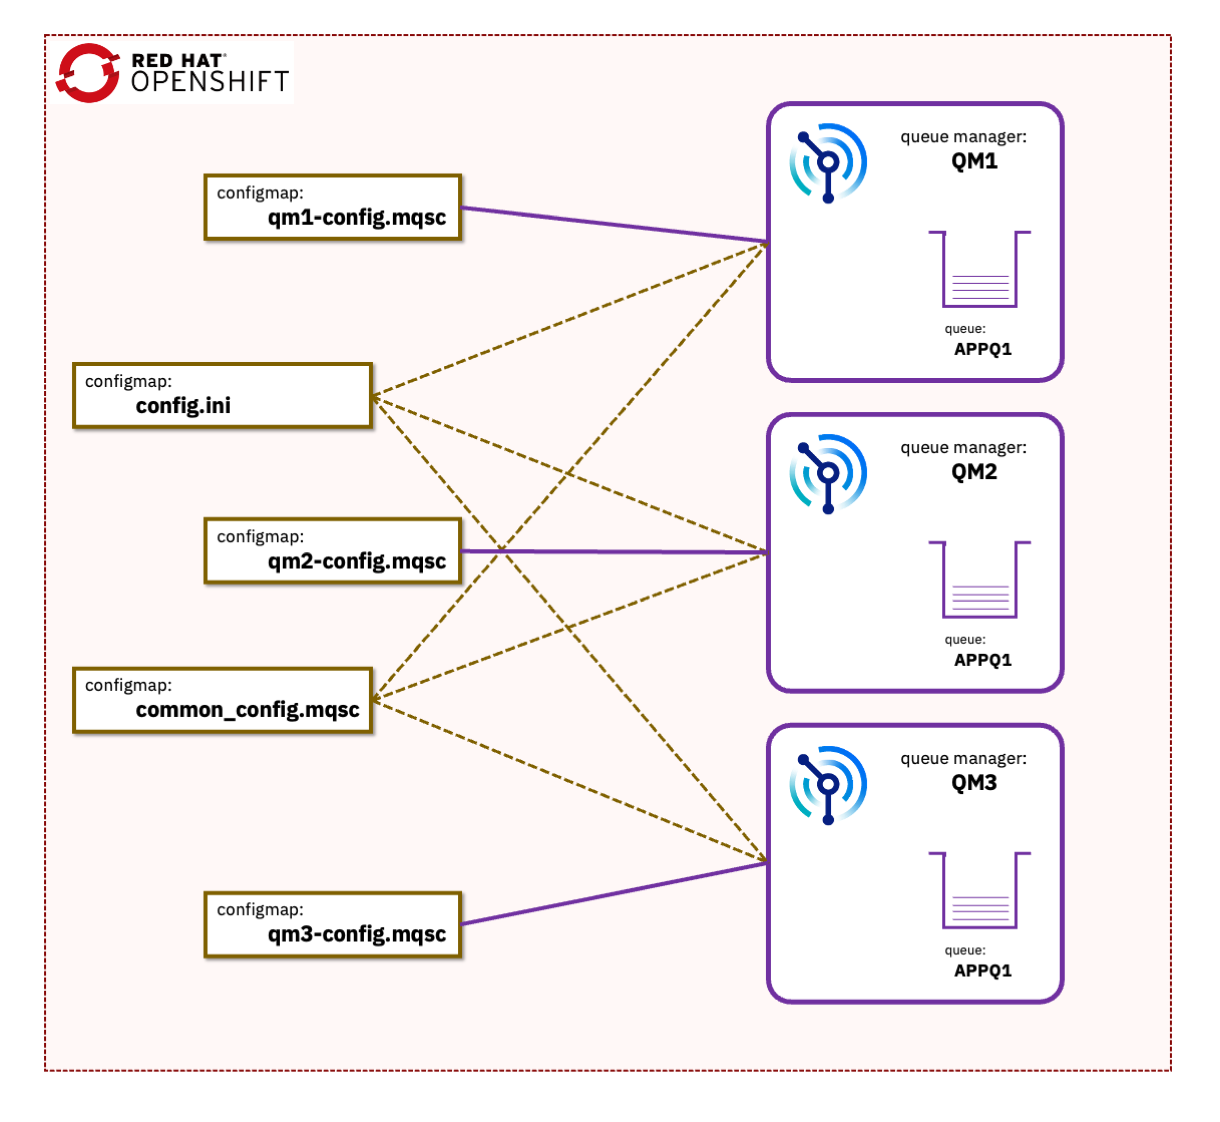 RED HAT®
OPENSHIFT
configmap:
qm1-config.mqsc
configmap:
config.ini
configmap:
qm2-config.mqsc
configmap:
common_config.mqsc
configmap:
qm3-config.mqsc
queue manager:
QM1
queue:
APPQ1
queue manager:
QM2
queue:
APPQ1
queue manager:
QM3
queue:
APPQ1